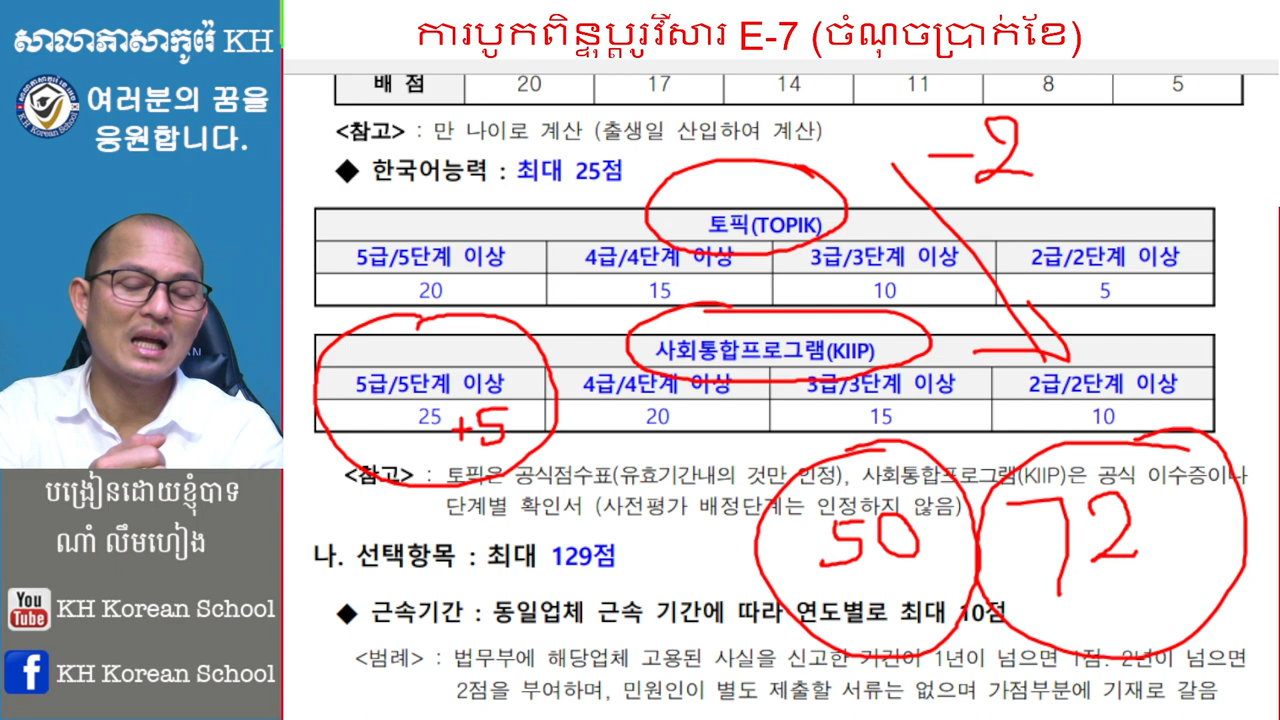 សាលាភាសាកូរ៉េ KH
여러분의 꿈을
응원합니다.
KH Korean School
ការបូកពិន្ទុប្តូរវីសារ E-7 (ចំណុចប្រាក់ខែ)
배 점 20 17 14 11 8 5
<참고> : 만 나이로 계산 (출생일 산입하여 계산)
-2
◆ 한국어능력 : 최대 25점
토픽(TOPIK)
5급/5단계 이상 4급/4단계 이상 3급/3단계 이상 2급/2단계 이상
20 15 10 5
사회통합프로그램(KIIP)
5급/5단계 이상 4급/4단계 이상 3급/3단계 이상 2급/2단계 이상
25 20 15 10
+5
<참고> : 토픽은 공식점수표(유효기간내의 것만 인정), 사회통합프로그램(KIIP)은 공식 이수증이나
단계별 확인서 (사전평가 배정단계는 인정하지 않음)
50 72
나. 선택항목 : 최대 129점
◆ 근속기간 : 동일업체 근속 기간에 따라 연도별로 최대 10점
<범례> : 법무부에 해당업체 고용된 사실을 신고한 기간이 1년이 넘으면 1점. 2년이 넘으면
2점을 부여하며, 민원인이 별도 제출할 서류는 없으며 가점부분에 기재로 갈음
បង្រៀនដោយខ្ញុំបាទ
ណាំ លឹមហៀង
You
Tube KH Korean School
f KH Korean School